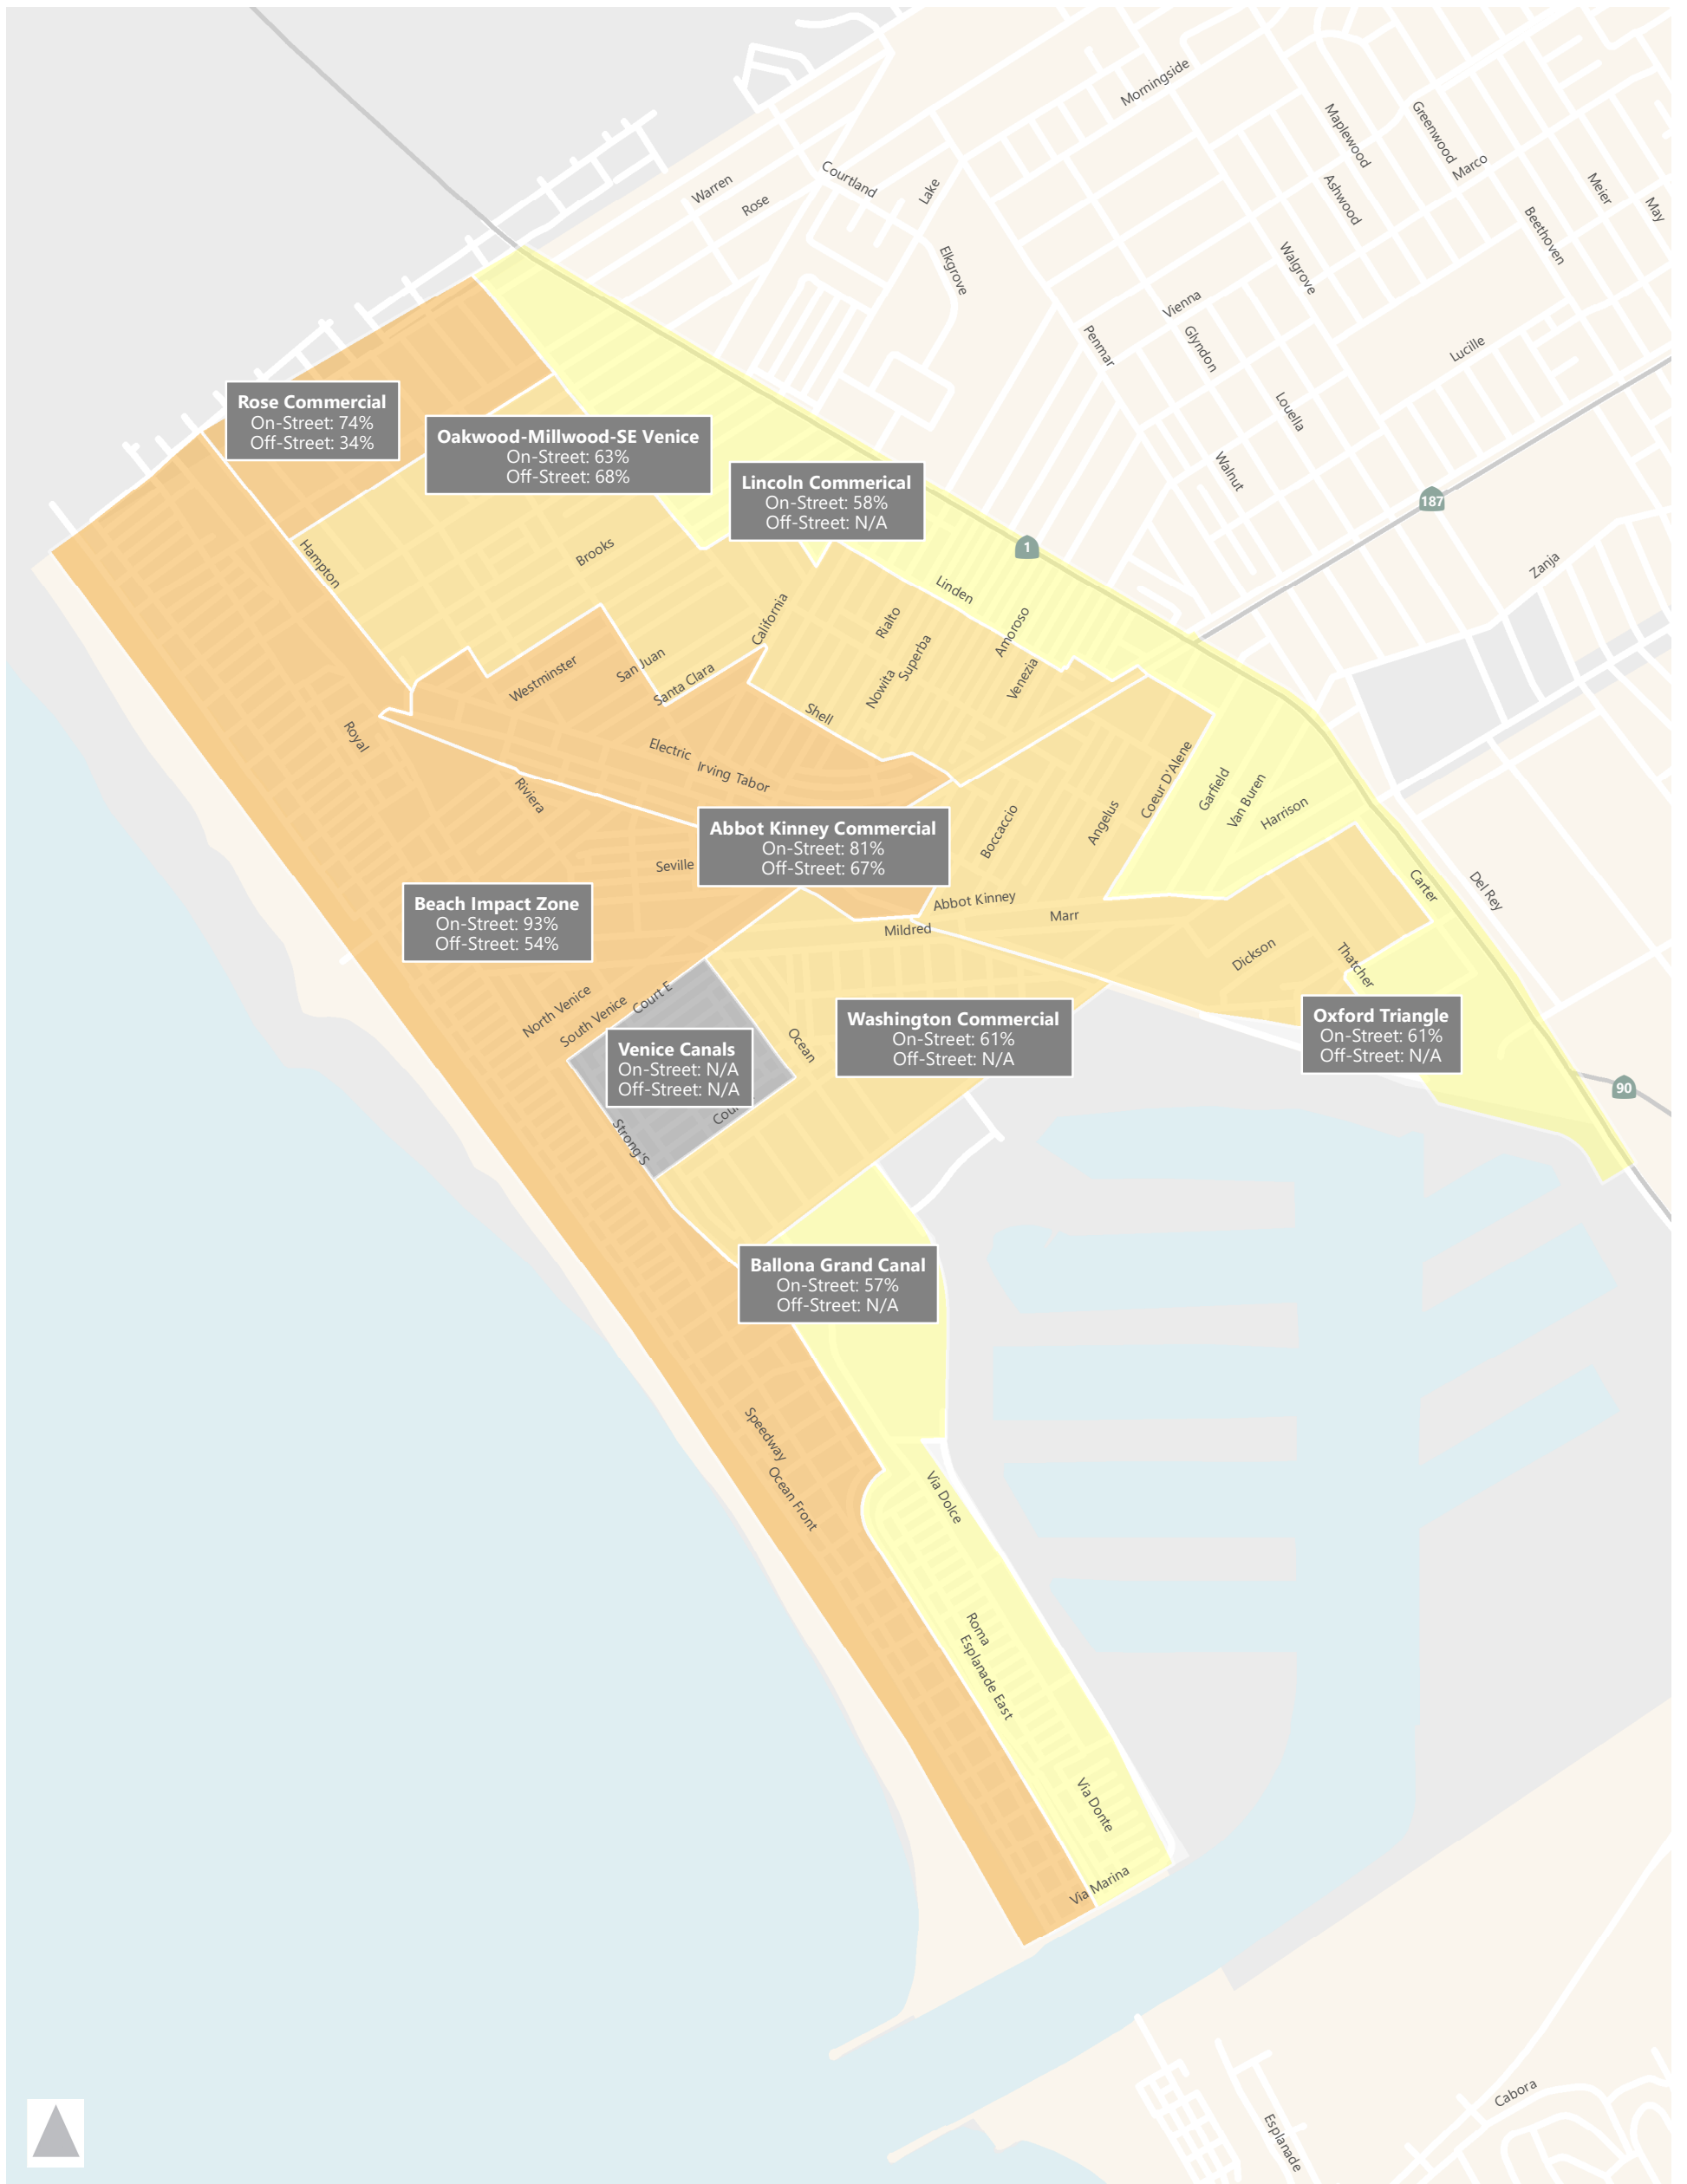 Morningside
Maplewood
Greenwood
Marco
Meier
May
Warren
Rose
Courtland
Lake
Ashwood
Beethoven
Elkgrove
Walgrove
Vienna
Penmar
Glyndon
Lucille
Louella
Walnut
187
1
Zanja
Rose Commercial
On-Street: 74%
Off-Street: 34%
Oakwood-Millwood-SE Venice
On-Street: 63%
Off-Street: 68%
Lincoln Commerical
On-Street: 58%
Off-Street: N/A
Hampton
Brooks
Linden
California
Rialto
Amoroso
Superba
Westminster
San Juan
Santa Clara
Nowita
Venezia
Shell
Royal
Electric
Irving Tabor
Riviera
Coeur D'Alene
Garfield
Van Buren
Harrison
Boccaccio
Angelus
Abbot Kinney Commercial
On-Street: 81%
Off-Street: 67%
Seville
Carter
Del Rey
Abbot Kinney
Marr
Mildred
Beach Impact Zone
On-Street: 93%
Off-Street: 54%
Dickson
Thatcher
North Venice
South Venice
Court E
Ocean
Washington Commercial
On-Street: 61%
Off-Street: N/A
Oxford Triangle
On-Street: 61%
Off-Street: N/A
Venice Canals
On-Street: N/A
Off-Street: N/A
90
Strong'S
Ballona Grand Canal
On-Street: 57%
Off-Street: N/A
Speedway
Ocean Front
Via Dolce
Roma
Esplanade East
Via Donte
Via Marina
Cabora
Esplanade